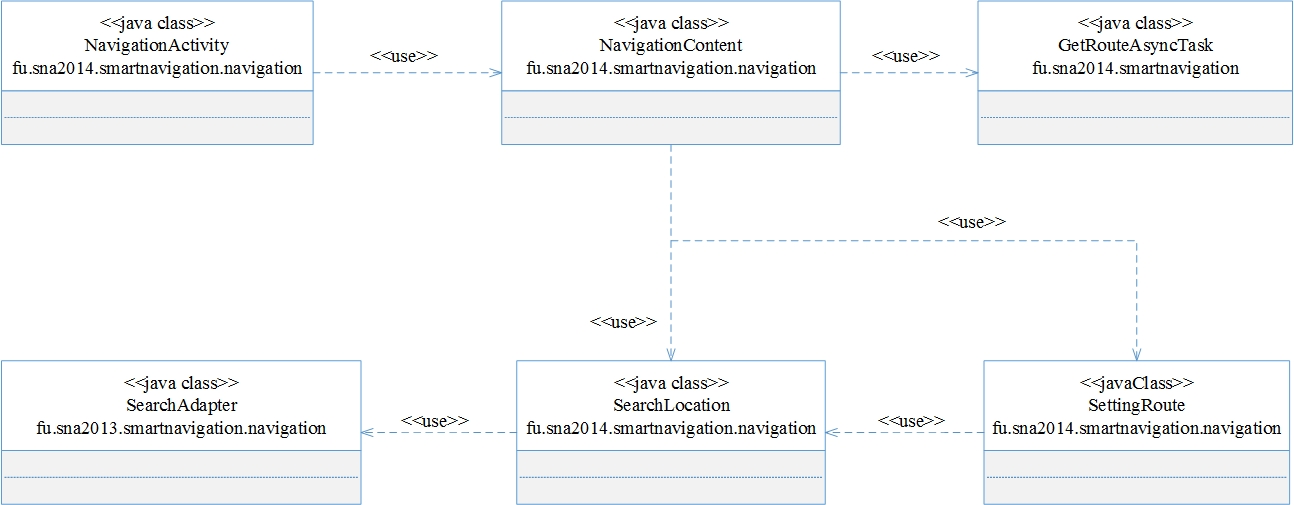 <<java class>>
NavigationActivity
fu.sna2014.smartnavigation.navigation
<<use>>
<<java class>>
NavigationContent
fu.sna2014.smartnavigation.navigation
<<use>>
<<java class>>
GetRouteAsyncTask
fu.sna2014.smartnavigation
<<use>>
<<use>>
<<java class>>
SearchAdapter
fu.sna2013.smartnavigation.navigation
<<use>>
<<java class>>
SearchLocation
fu.sna2014.smartnavigation.navigation
<<use>>
<<javaClass>>
SettingRoute
fu.sna2014.smartnavigation.navigation